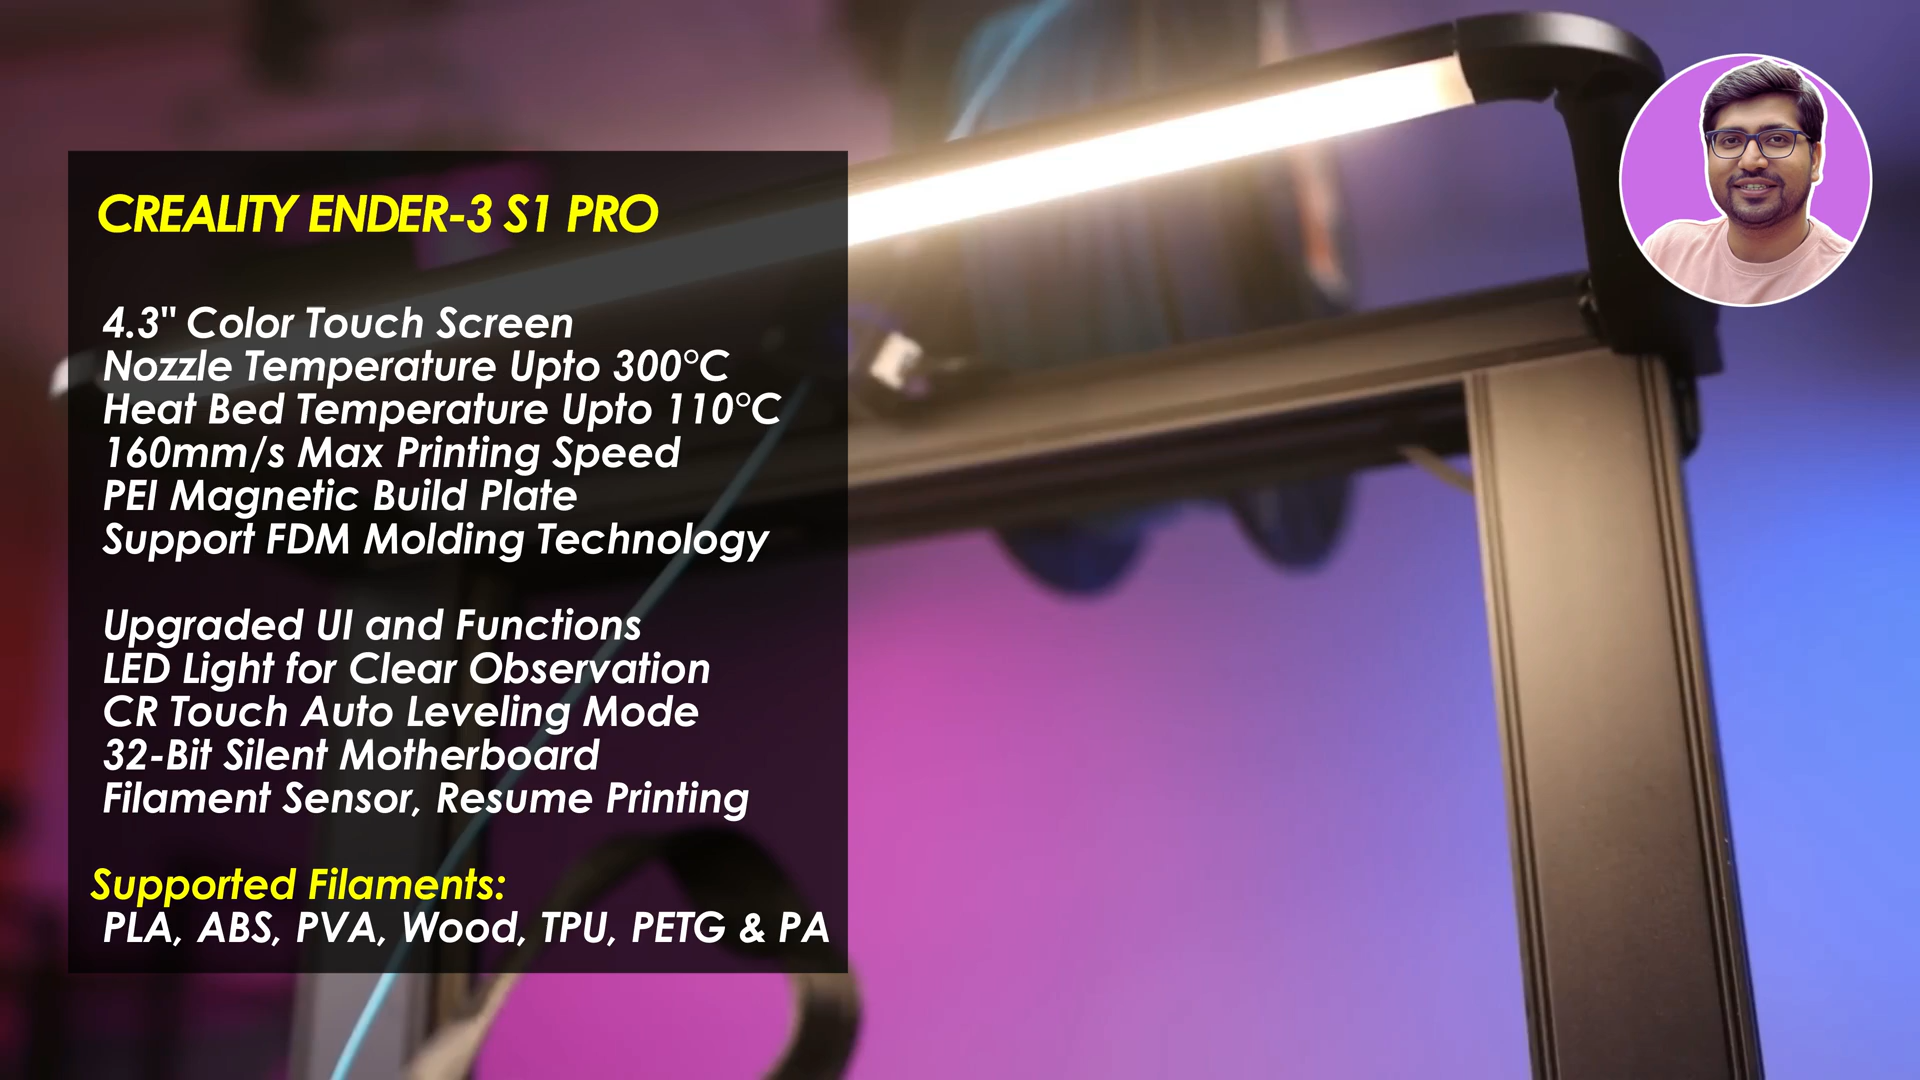 CREALITY ENDER-3 S1 PRO
4.3" Color Touch Screen
Nozzle Temperature Upto 300°C
Heat Bed Temperature Upto 110°C
160mm/s Max Printing Speed
PEI Magnetic Build Plate
Support FDM Molding Technology
Upgraded UI and Functions
LED Light for Clear Observation
CR Touch Auto Leveling Mode
32-Bit Silent Motherboard
Filament Sensor, Resume Printing
Supported Filaments:
PLA, ABS, PVA, Wood, TPU, PETG & PA